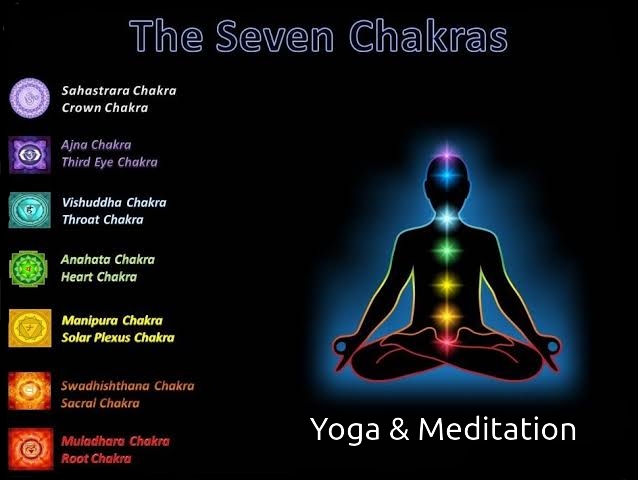 The Seven Chakras
Sahastrara Chakra
Crown Chakra
Ajna Chakra
Third Eye Chakra
Vishuddha Chakra
Throat Chakra
Anahata Chakra
Heart Chakra
Manipura Chakra
Solar Plexus Chakra
Swadhishthana Chakra
Sacral Chakra
Muladhara Chakra
Root Chakra
Yoga & Meditation